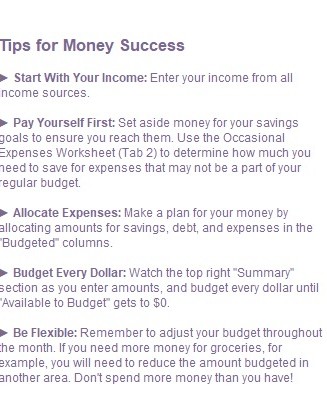 Tips for Money Success
► Start With Your Income: Enter your income from all
income sources.
► Pay Yourself First: Set aside money for your savings
goals to ensure you reach them. Use the Occasional
Expenses Worksheet (Tab 2) to determine how much you
need to save for expenses that may not be a part of your
regular budget.
► Allocate Expenses: Make a plan for your money by
allocating amounts for savings, debt, and expenses in the
"Budgeted" columns.
► Budget Every Dollar: Watch the top right "Summary"
section as you enter amounts, and budget every dollar until
"Available to Budget" gets to $0.
► Be Flexible: Remember to adjust your budget throughout
the month. If you need more money for groceries, for
example, you will need to reduce the amount budgeted in
another area. Don't spend more money than you have!